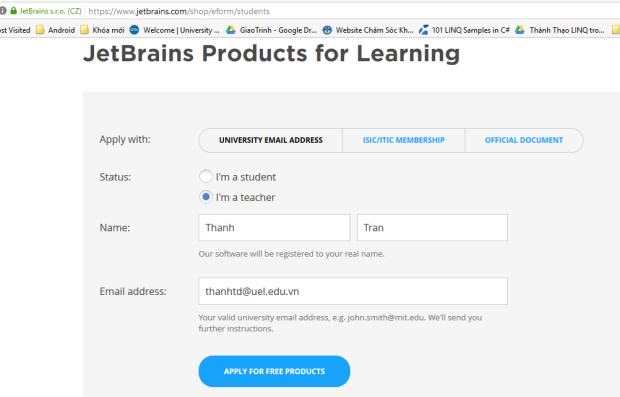 JetBrains s.r.o. (CZ) https://www.jetbrains.com/shop/eform/students
st Visited Android Khóa mới Welcome | University ... GiaoTrinh - Google Dr... Website Chăm Sóc Kh... 101 LINQ Samples in C# Thành Thạo LINQ tro...
JetBrains Products for Learning
Apply with: UNIVERSITY EMAIL ADDRESS ISIC/ITIC MEMBERSHIP OFFICIAL DOCUMENT
Status: I'm a student
I'm a teacher
Name: Thanh Tran
Our software will be registered to your real name.
Email address: thanhtd@uel.edu.vn
Your valid university email address, e.g. john.smith@mit.edu. We'll send you
further instructions.
APPLY FOR FREE PRODUCTS